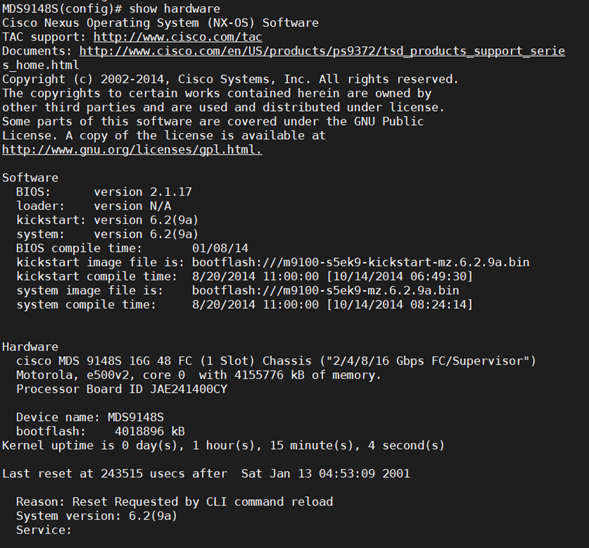 MDS9148S(config)# show hardware
Cisco Nexus Operating System (NX-OS) Software
TAC support: http://www.cisco.com/tac
Documents: http://www.cisco.com/en/US/products/ps9372/tsd_products_support_serie
s_home.html
Copyright (c) 2002-2014, Cisco Systems, Inc. All rights reserved.
The copyrights to certain works contained herein are owned by
other third parties and are used and distributed under license.
Some parts of this software are covered under the GNU Public
License. A copy of the license is available at
http://www.gnu.org/licenses/gpl.html.

Software
  BIOS:      version 2.1.17
  loader:    version N/A
  kickstart: version 6.2(9a)
  system:    version 6.2(9a)
  BIOS compile time:       01/08/14
  kickstart image file is: bootflash:///m9100-s5ek9-kickstart-mz.6.2.9a.bin
  kickstart compile time:  8/20/2014 11:00:00 [10/14/2014 06:49:30]
  system image file is:    bootflash:///m9100-s5ek9-mz.6.2.9a.bin
  system compile time:     8/20/2014 11:00:00 [10/14/2014 08:24:14]

Hardware
  cisco MDS 9148S 16G 48 FC (1 Slot) Chassis ("2/4/8/16 Gbps FC/Supervisor")
  Motorola, e500v2, core 0  with 4155776 kB of memory.
  Processor Board ID JAE241400CY

  Device name: MDS9148S
  bootflash:    4018896 kB
Kernel uptime is 0 day(s), 1 hour(s), 15 minute(s), 4 second(s)

Last reset at 243515 usecs after  Sat Jan 13 04:53:09 2001

  Reason: Reset Requested by CLI command reload
  System version: 6.2(9a)
  Service: